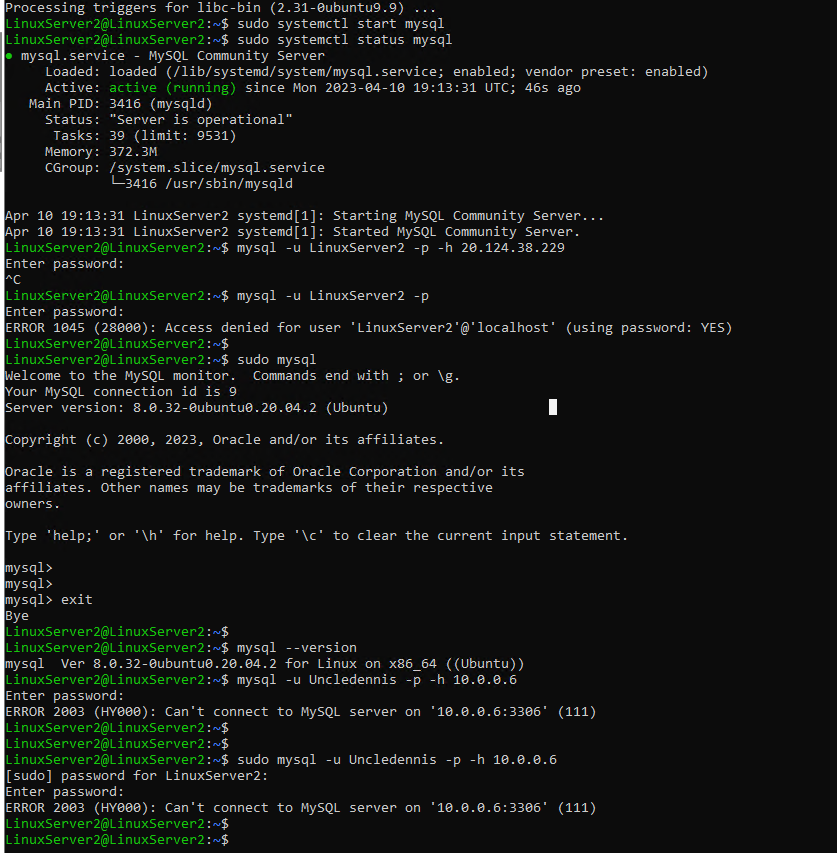 Processing triggers for libc-bin (2.31-0ubuntu9.9) ...
LinuxServer2@LinuxServer2:~$ sudo systemctl start mysql
LinuxServer2@LinuxServer2:~$ sudo systemctl status mysql
● mysql.service - MySQL Community Server
     Loaded: loaded (/lib/systemd/system/mysql.service; enabled; vendor preset: enabled)
     Active: active (running) since Mon 2023-04-10 19:13:31 UTC; 46s ago
   Main PID: 3416 (mysqld)
     Status: "Server is operational"
      Tasks: 39 (limit: 9531)
     Memory: 372.3M
     CGroup: /system.slice/mysql.service
             └─3416 /usr/sbin/mysqld

Apr 10 19:13:31 LinuxServer2 systemd[1]: Starting MySQL Community Server...
Apr 10 19:13:31 LinuxServer2 systemd[1]: Started MySQL Community Server.
LinuxServer2@LinuxServer2:~$ mysql -u LinuxServer2 -p -h 20.124.38.229
Enter password:
^C
LinuxServer2@LinuxServer2:~$ mysql -u LinuxServer2 -p
Enter password:
ERROR 1045 (28000): Access denied for user 'LinuxServer2'@'localhost' (using password: YES)
LinuxServer2@LinuxServer2:~$
LinuxServer2@LinuxServer2:~$ sudo mysql
Welcome to the MySQL monitor.  Commands end with ; or \g.
Your MySQL connection id is 9
Server version: 8.0.32-0ubuntu0.20.04.2 (Ubuntu)

Copyright (c) 2000, 2023, Oracle and/or its affiliates.

Oracle is a registered trademark of Oracle Corporation and/or its
affiliates. Other names may be trademarks of their respective
owners.

Type 'help;' or '\h' for help. Type '\c' to clear the current input statement.

mysql>
mysql>
mysql> exit
Bye
LinuxServer2@LinuxServer2:~$
LinuxServer2@LinuxServer2:~$ mysql --version
mysql  Ver 8.0.32-0ubuntu0.20.04.2 for Linux on x86_64 ((Ubuntu))
LinuxServer2@LinuxServer2:~$ mysql -u Uncledennis -p -h 10.0.0.6
Enter password:
ERROR 2003 (HY000): Can't connect to MySQL server on '10.0.0.6:3306' (111)
LinuxServer2@LinuxServer2:~$
LinuxServer2@LinuxServer2:~$
LinuxServer2@LinuxServer2:~$ sudo mysql -u Uncledennis -p -h 10.0.0.6
[sudo] password for LinuxServer2:
Enter password:
ERROR 2003 (HY000): Can't connect to MySQL server on '10.0.0.6:3306' (111)
LinuxServer2@LinuxServer2:~$
LinuxServer2@LinuxServer2:~$